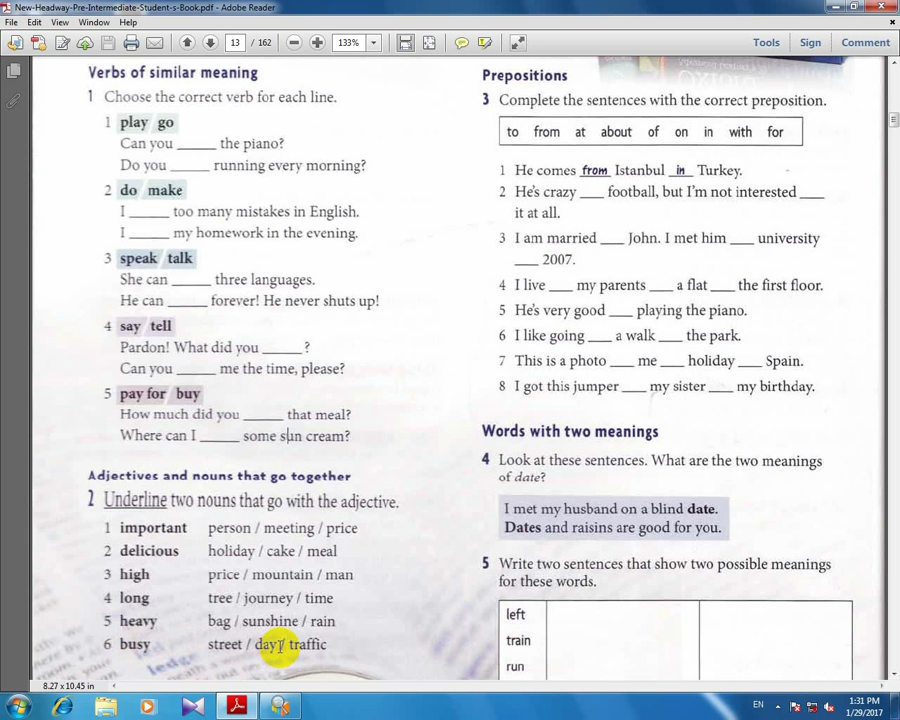 New-Headway-Pre-Intermediate-Student-s-Book.pdf - Adobe Reader
File Edit View Window Help
13 / 162 133% Tools Sign Comment
Verbs of similar meaning
1 Choose the correct verb for each line.
1 play / go
Can you _____ the piano?
Do you _____ running every morning?
2 do / make
I _____ too many mistakes in English.
I _____ my homework in the evening.
3 speak / talk
She can _____ three languages.
He can _____ forever! He never shuts up!
4 say / tell
Pardon! What did you _____ ?
Can you _____ me the time, please?
5 pay for / buy
How much did you _____ that meal?
Where can I _____ some sun cream?
Adjectives and nouns that go together
2 Underline two nouns that go with the adjective.
1 important person / meeting / price
2 delicious holiday / cake / meal
3 high price / mountain / man
4 long tree / journey / time
5 heavy bag / sunshine / rain
6 busy street / day / traffic
Prepositions
3 Complete the sentences with the correct preposition.
to from at about of on in with for
1 He comes from Istanbul in Turkey.
2 He's crazy ___ football, but I'm not interested ___
it at all.
3 I am married ___ John. I met him ___ university
___ 2007.
4 I live ___ my parents ___ a flat ___ the first floor.
5 He's very good ___ playing the piano.
6 I like going ___ a walk ___ the park.
7 This is a photo ___ me ___ holiday ___ Spain.
8 I got this jumper ___ my sister ___ my birthday.
Words with two meanings
4 Look at these sentences. What are the two meanings
of date?
I met my husband on a blind date.
Dates and raisins are good for you.
5 Write two sentences that show two possible meanings
for these words.
left
train
run
8.27 x 10.45 in
EN 1:31 PM
1/29/2017